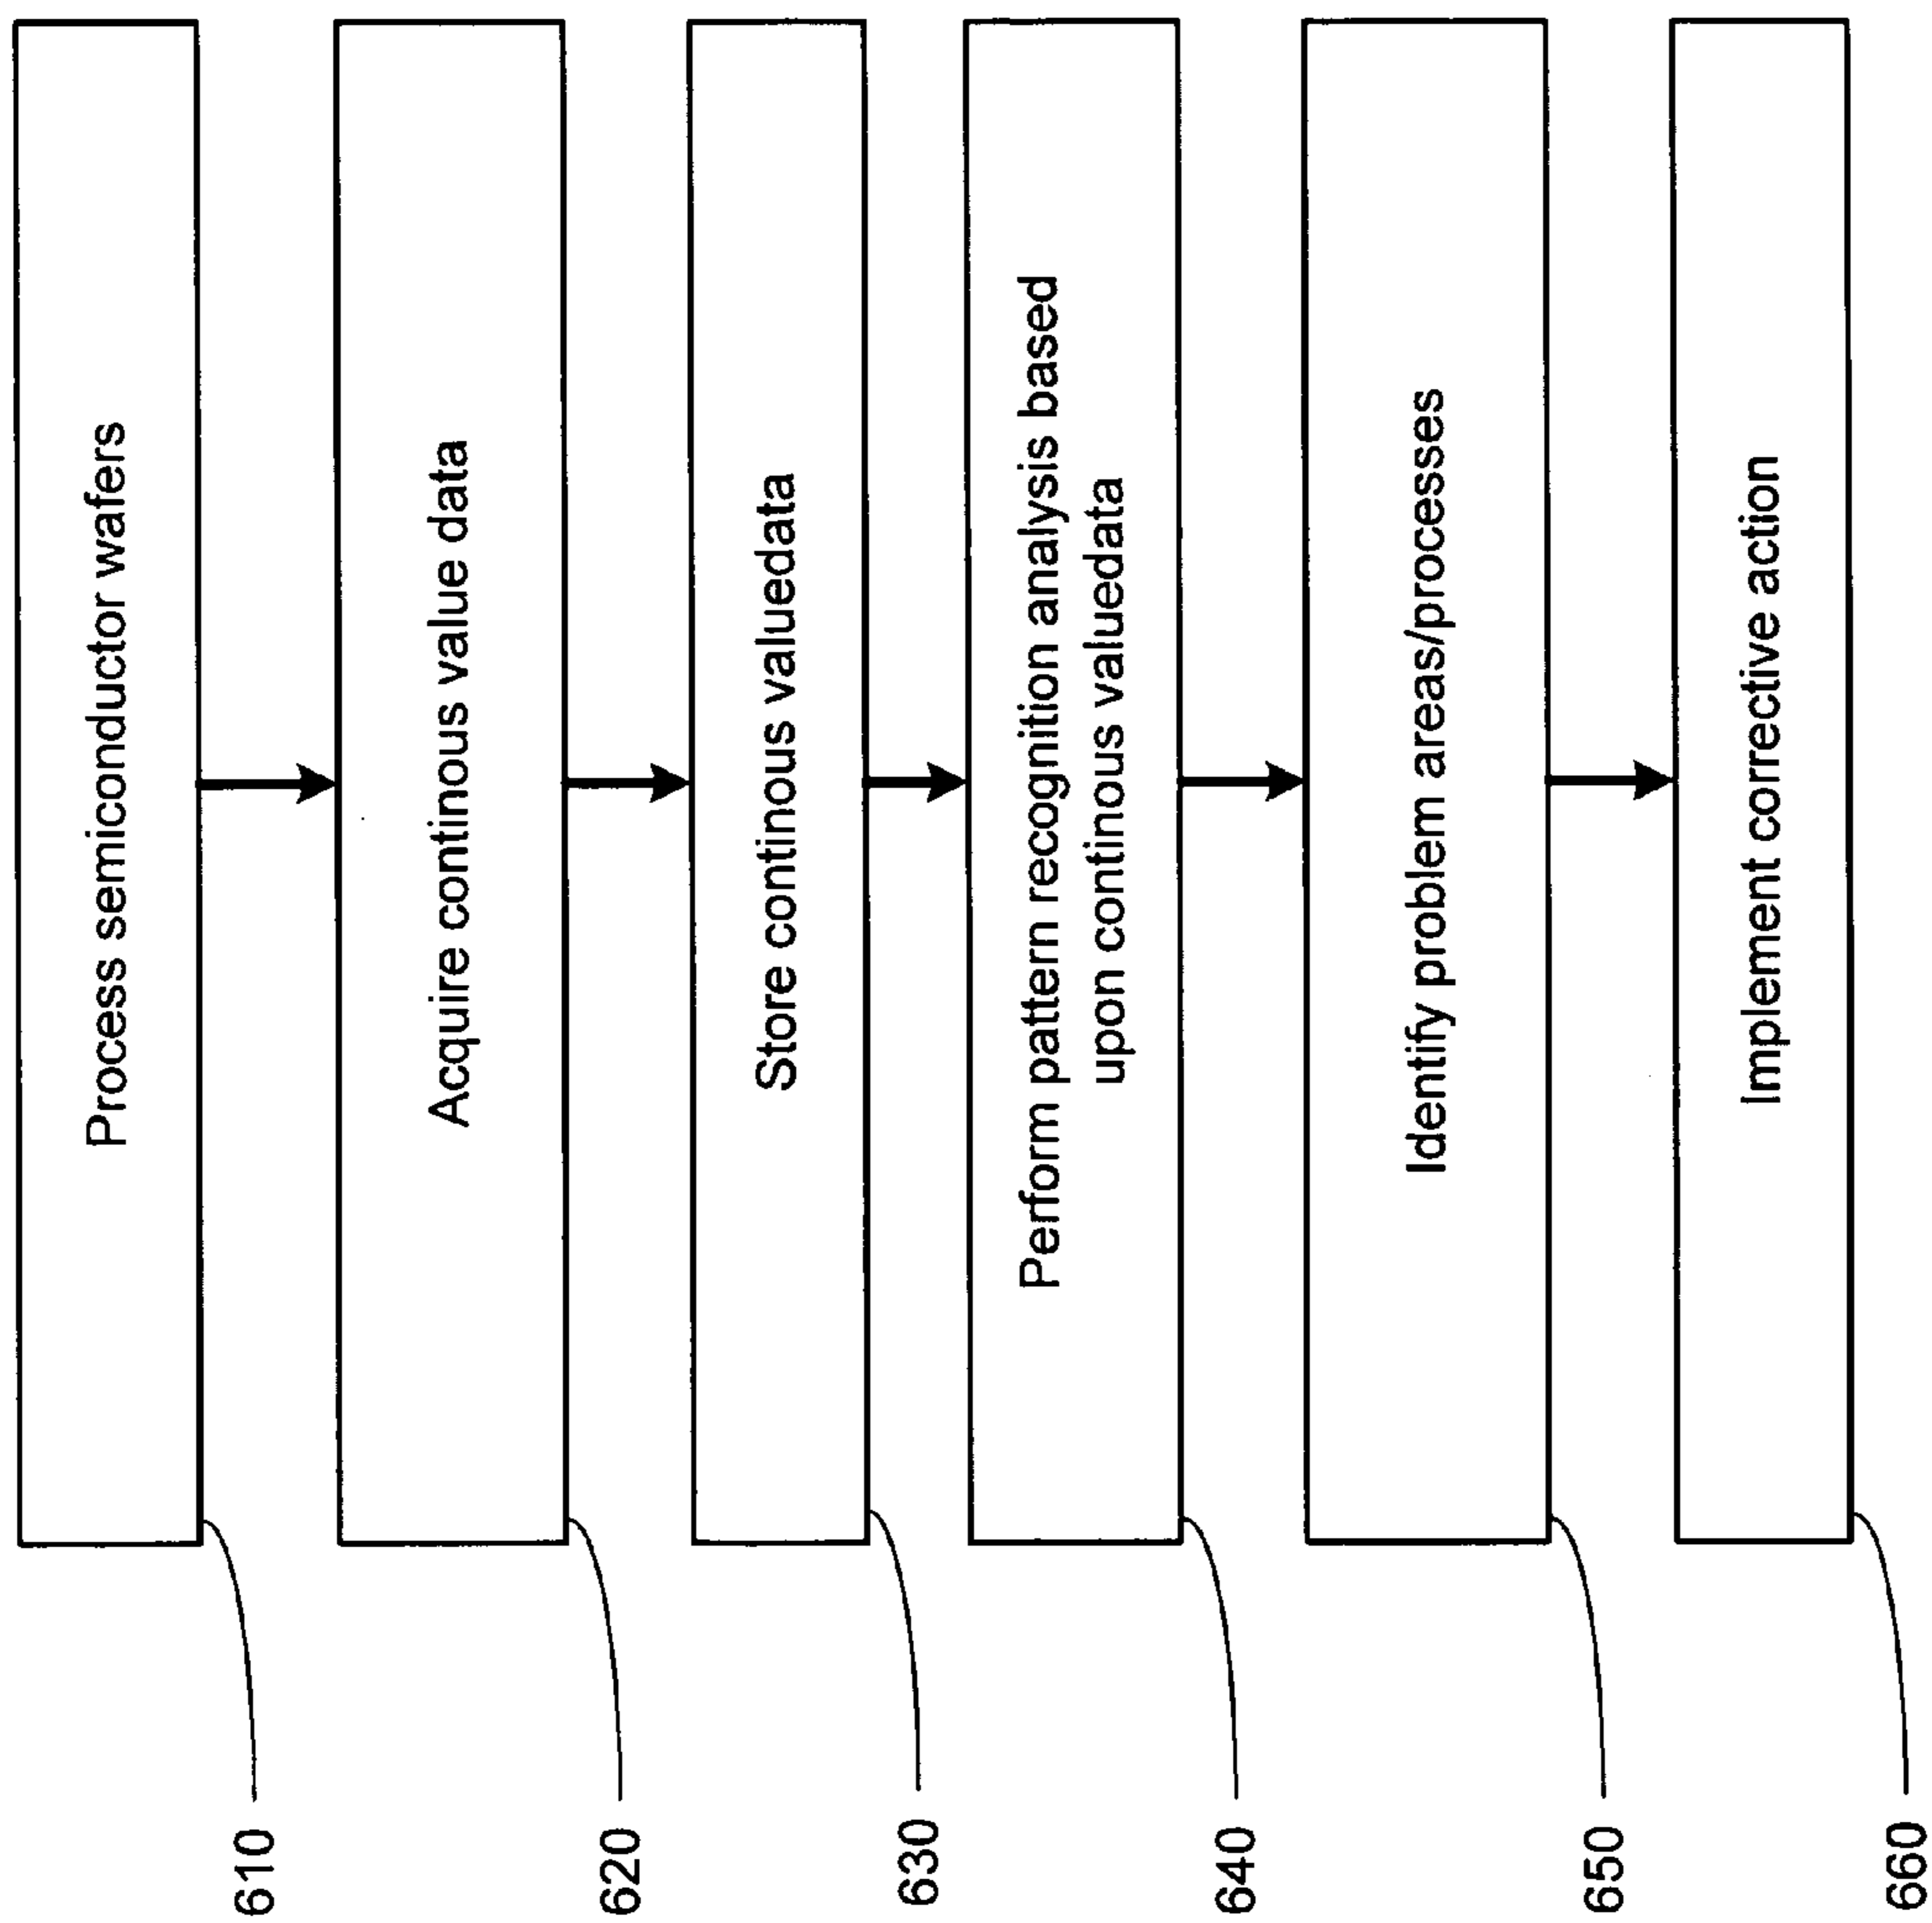 Process semiconductor wafers
610
Acquire continous value data
620
Store continous valuedata
630
Perform pattern recognition analysis based
upon continous valuedata
640
Identify problem areas/processes
650
Implement corrective action
660